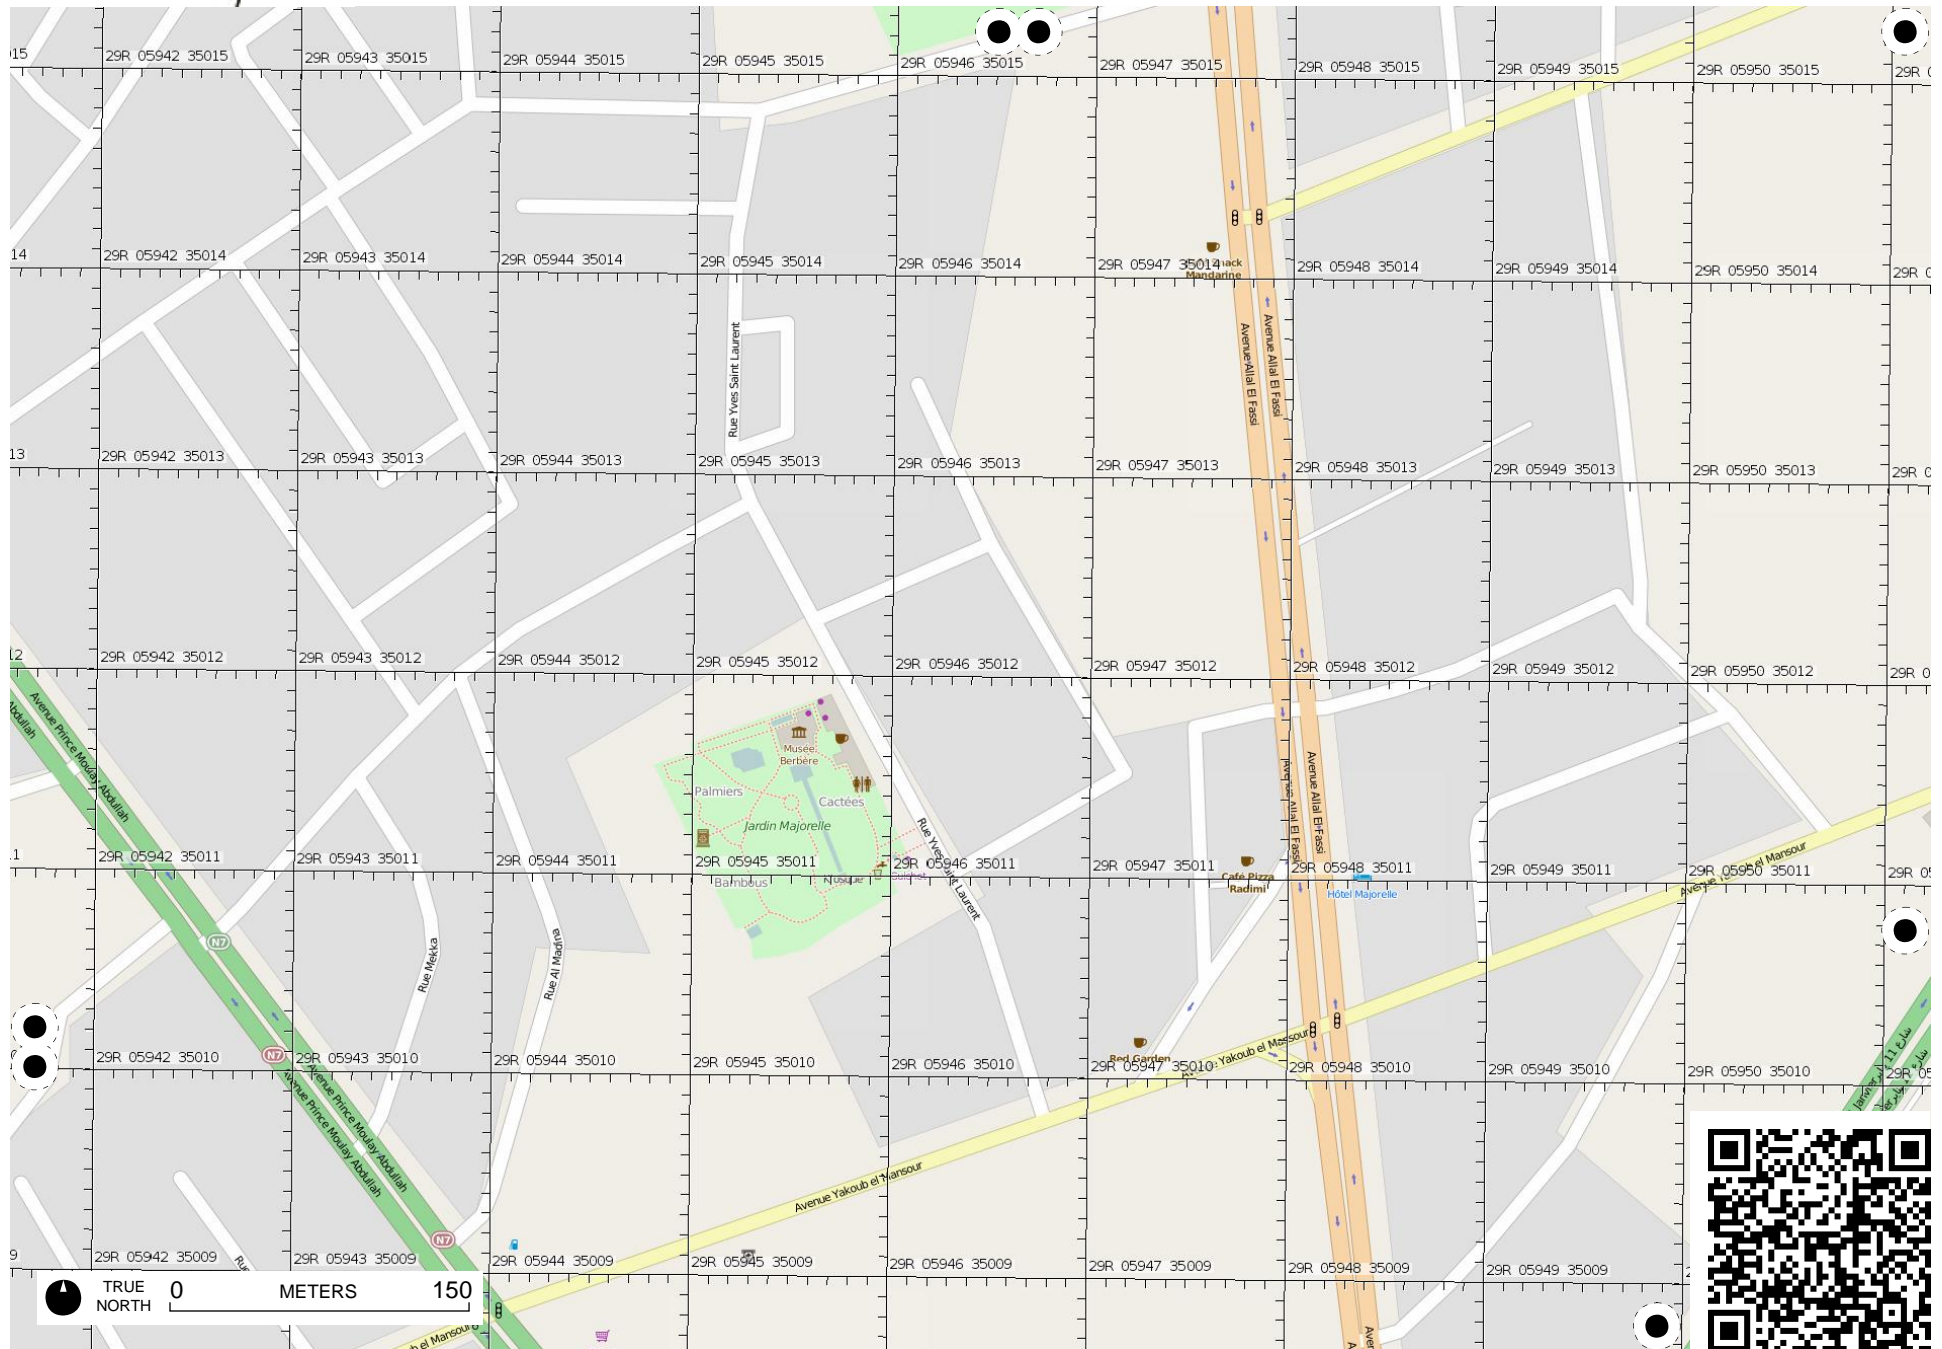 29R 05942 35015
29R 05943 35015
29R 05944 35015
29R 05945 35015
29R 05946 35015
29R 05947 35015
29R 05948 35015
29R 05949 35015
29R 05950 35015
14
29R 05942 35014
29R 05943 35014
29R 05944 35014
29R 05945 35014
29R 05946 35014
29R 05947 35014
Mandarine
29R 05948 35014
29R 05949 35014
29R 05950 35014
Rue Yves Saint Laurent
Avenue Allal El Fassi
Avenue Allal El Fassi
13
29R 05942 35013
29R 05943 35013
29R 05944 35013
29R 05945 35013
29R 05946 35013
29R 05947 35013
29R 05948 35013
29R 05949 35013
29R 05950 35013
12
29R 05942 35012
29R 05943 35012
29R 05944 35012
29R 05945 35012
29R 05946 35012
29R 05947 35012
29R 05948 35012
29R 05949 35012
29R 05950 35012
Abdullah
Avenue Prince Moulay Abdullah
Musée
Berbère
Palmiers
Cactées
Jardin Majorelle
Rue Yves Saint Laurent
Avenue Allal El Fassi
Avenue Allal El Fassi
29R 05942 35011
29R 05943 35011
29R 05944 35011
29R 05945 35011
29R 05946 35011
29R 05947 35011
29R 05948 35011
29R 05949 35011
29R 05950 35011
Kiosque
Guichet
Bambous
Café Pizza
Radimi
Hôtel Majorelle
Avenue Yakoub el Mansour
N7
Rue Mekka
Rue Al Madina
N7
29R 05942 35010
29R 05943 35010
29R 05944 35010
29R 05945 35010
29R 05946 35010
Red Garden
29R 05947 35010
Avenue Yakoub el Mansour
29R 05948 35010
29R 05949 35010
29R 05950 35010
Avenue Prince Moulay Abdullah
Avenue Prince Moulay Abdullah
Avenue Yakoub el Mansour
N7
29R 05942 35009
29R 05943 35009
29R 05944 35009
29R 05945 35009
29R 05946 35009
29R 05947 35009
29R 05948 35009
29R 05949 35009
TRUE
NORTH
0 METERS 150